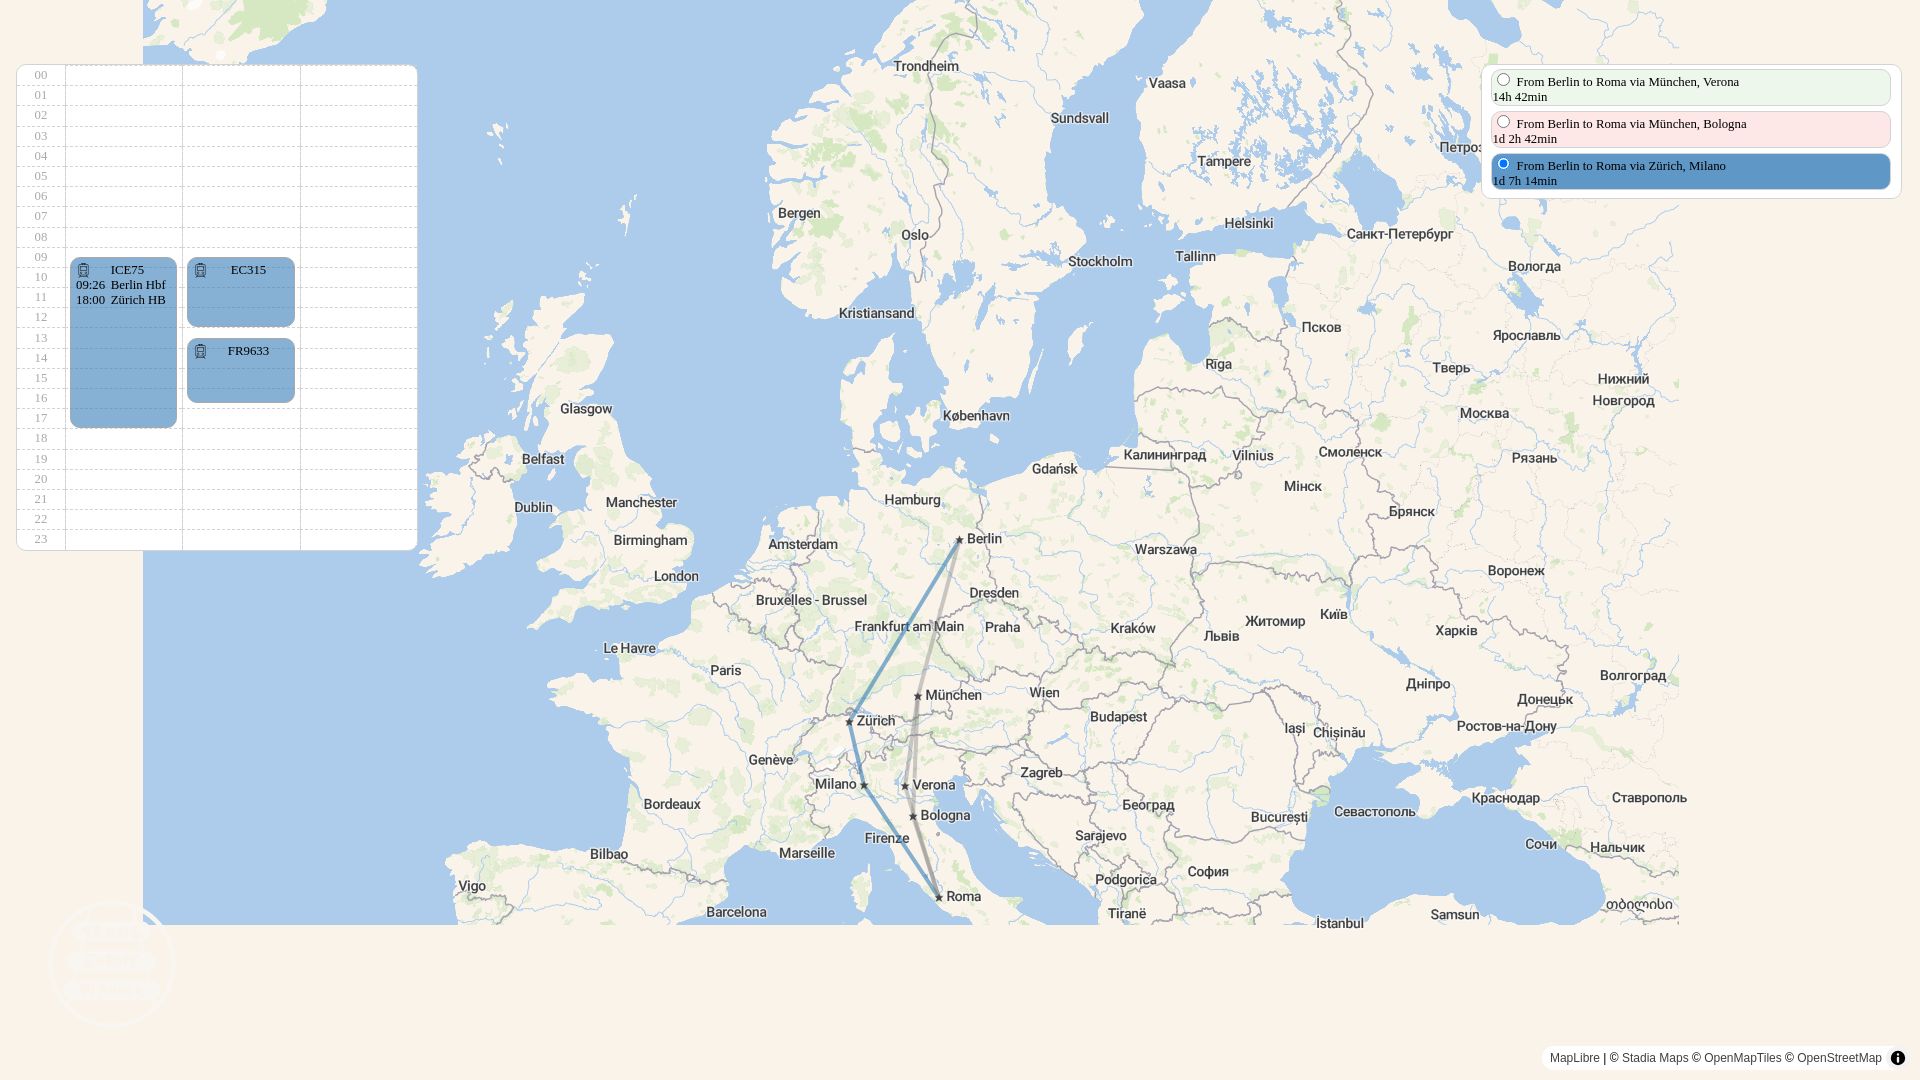 00
01
02
03
04
05
06
07
08
09
10
11
12
13
14
15
16
17
18
19
20
21
22
23
ICE75
09:26 Berlin Hbf
18:00 Zürich HB
EC315
FR9633
From Berlin to Roma via München, Verona
14h 42min
From Berlin to Roma via München, Bologna
1d 2h 42min
From Berlin to Roma via Zürich, Milano
1d 7h 14min
Trondheim
Vaasa
Sundsvall
Петроз
Tampere
Bergen
Helsinki
Oslo
Санкт-Петербург
Tallinn
Stockholm
Вологда
Kristiansand
Псков
Ярославль
Rīga
Тверь
Нижний
Новгород
Glasgow
København
Москва
Смоленск
Belfast
Калининград
Vilnius
Рязань
Gdańsk
Мінск
Hamburg
Manchester
Dublin
Брянск
Berlin
Birmingham
Amsterdam
Warszawa
Воронеж
London
Dresden
Bruxelles - Brussel
Київ
Житомир
Frankfurt am Main
Praha
Kraków
Харків
Львів
Le Havre
Paris
Волгоград
Дніпро
München
Wien
Донецьк
Budapest
Zürich
Ростов-на-Дону
Iași
Chișinău
Genève
Zagreb
Milano
Verona
Краснодар
Ставрополь
Bordeaux
Београд
Севастополь
Bologna
București
Firenze
Sarajevo
Сочи
Нальчик
Marseille
Bilbao
София
Podgorica
Vigo
Roma
თბილისი
Barcelona
Tiranë
Samsun
İstanbul
MapLibre | © Stadia Maps © OpenMapTiles © OpenStreetMap